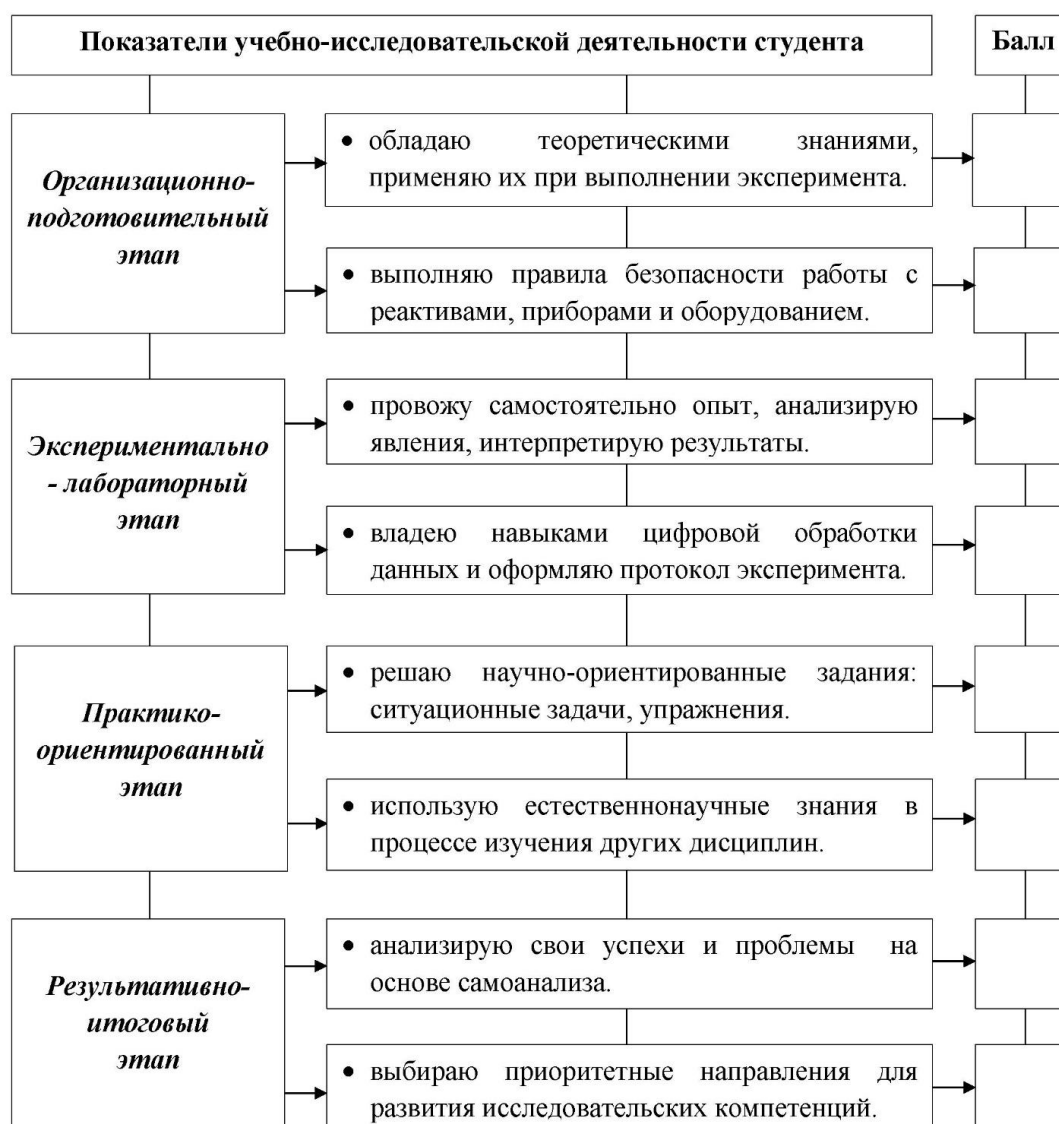 Показатели учебно-исследовательской деятельности студента
Балл
Организационно-
подготовительный
этап
• обладаю теоретическими знаниями,
применяю их при выполнении эксперимента.
• выполняю правила безопасности работы с
реактивами, приборами и оборудованием.
Экспериментально
- лабораторный
этап
• провожу самостоятельно опыт, анализирую
явления, интерпретирую результаты.
• владею навыками цифровой обработки
данных и оформляю протокол эксперимента.
Практико-
ориентированный
этап
• решаю научно-ориентированные задания:
ситуационные задачи, упражнения.
• использую естественнонаучные знания в
процессе изучения других дисциплин.
Результативно-
итоговый
этап
• анализирую свои успехи и проблемы на
основе самоанализа.
• выбираю приоритетные направления для
развития исследовательских компетенций.